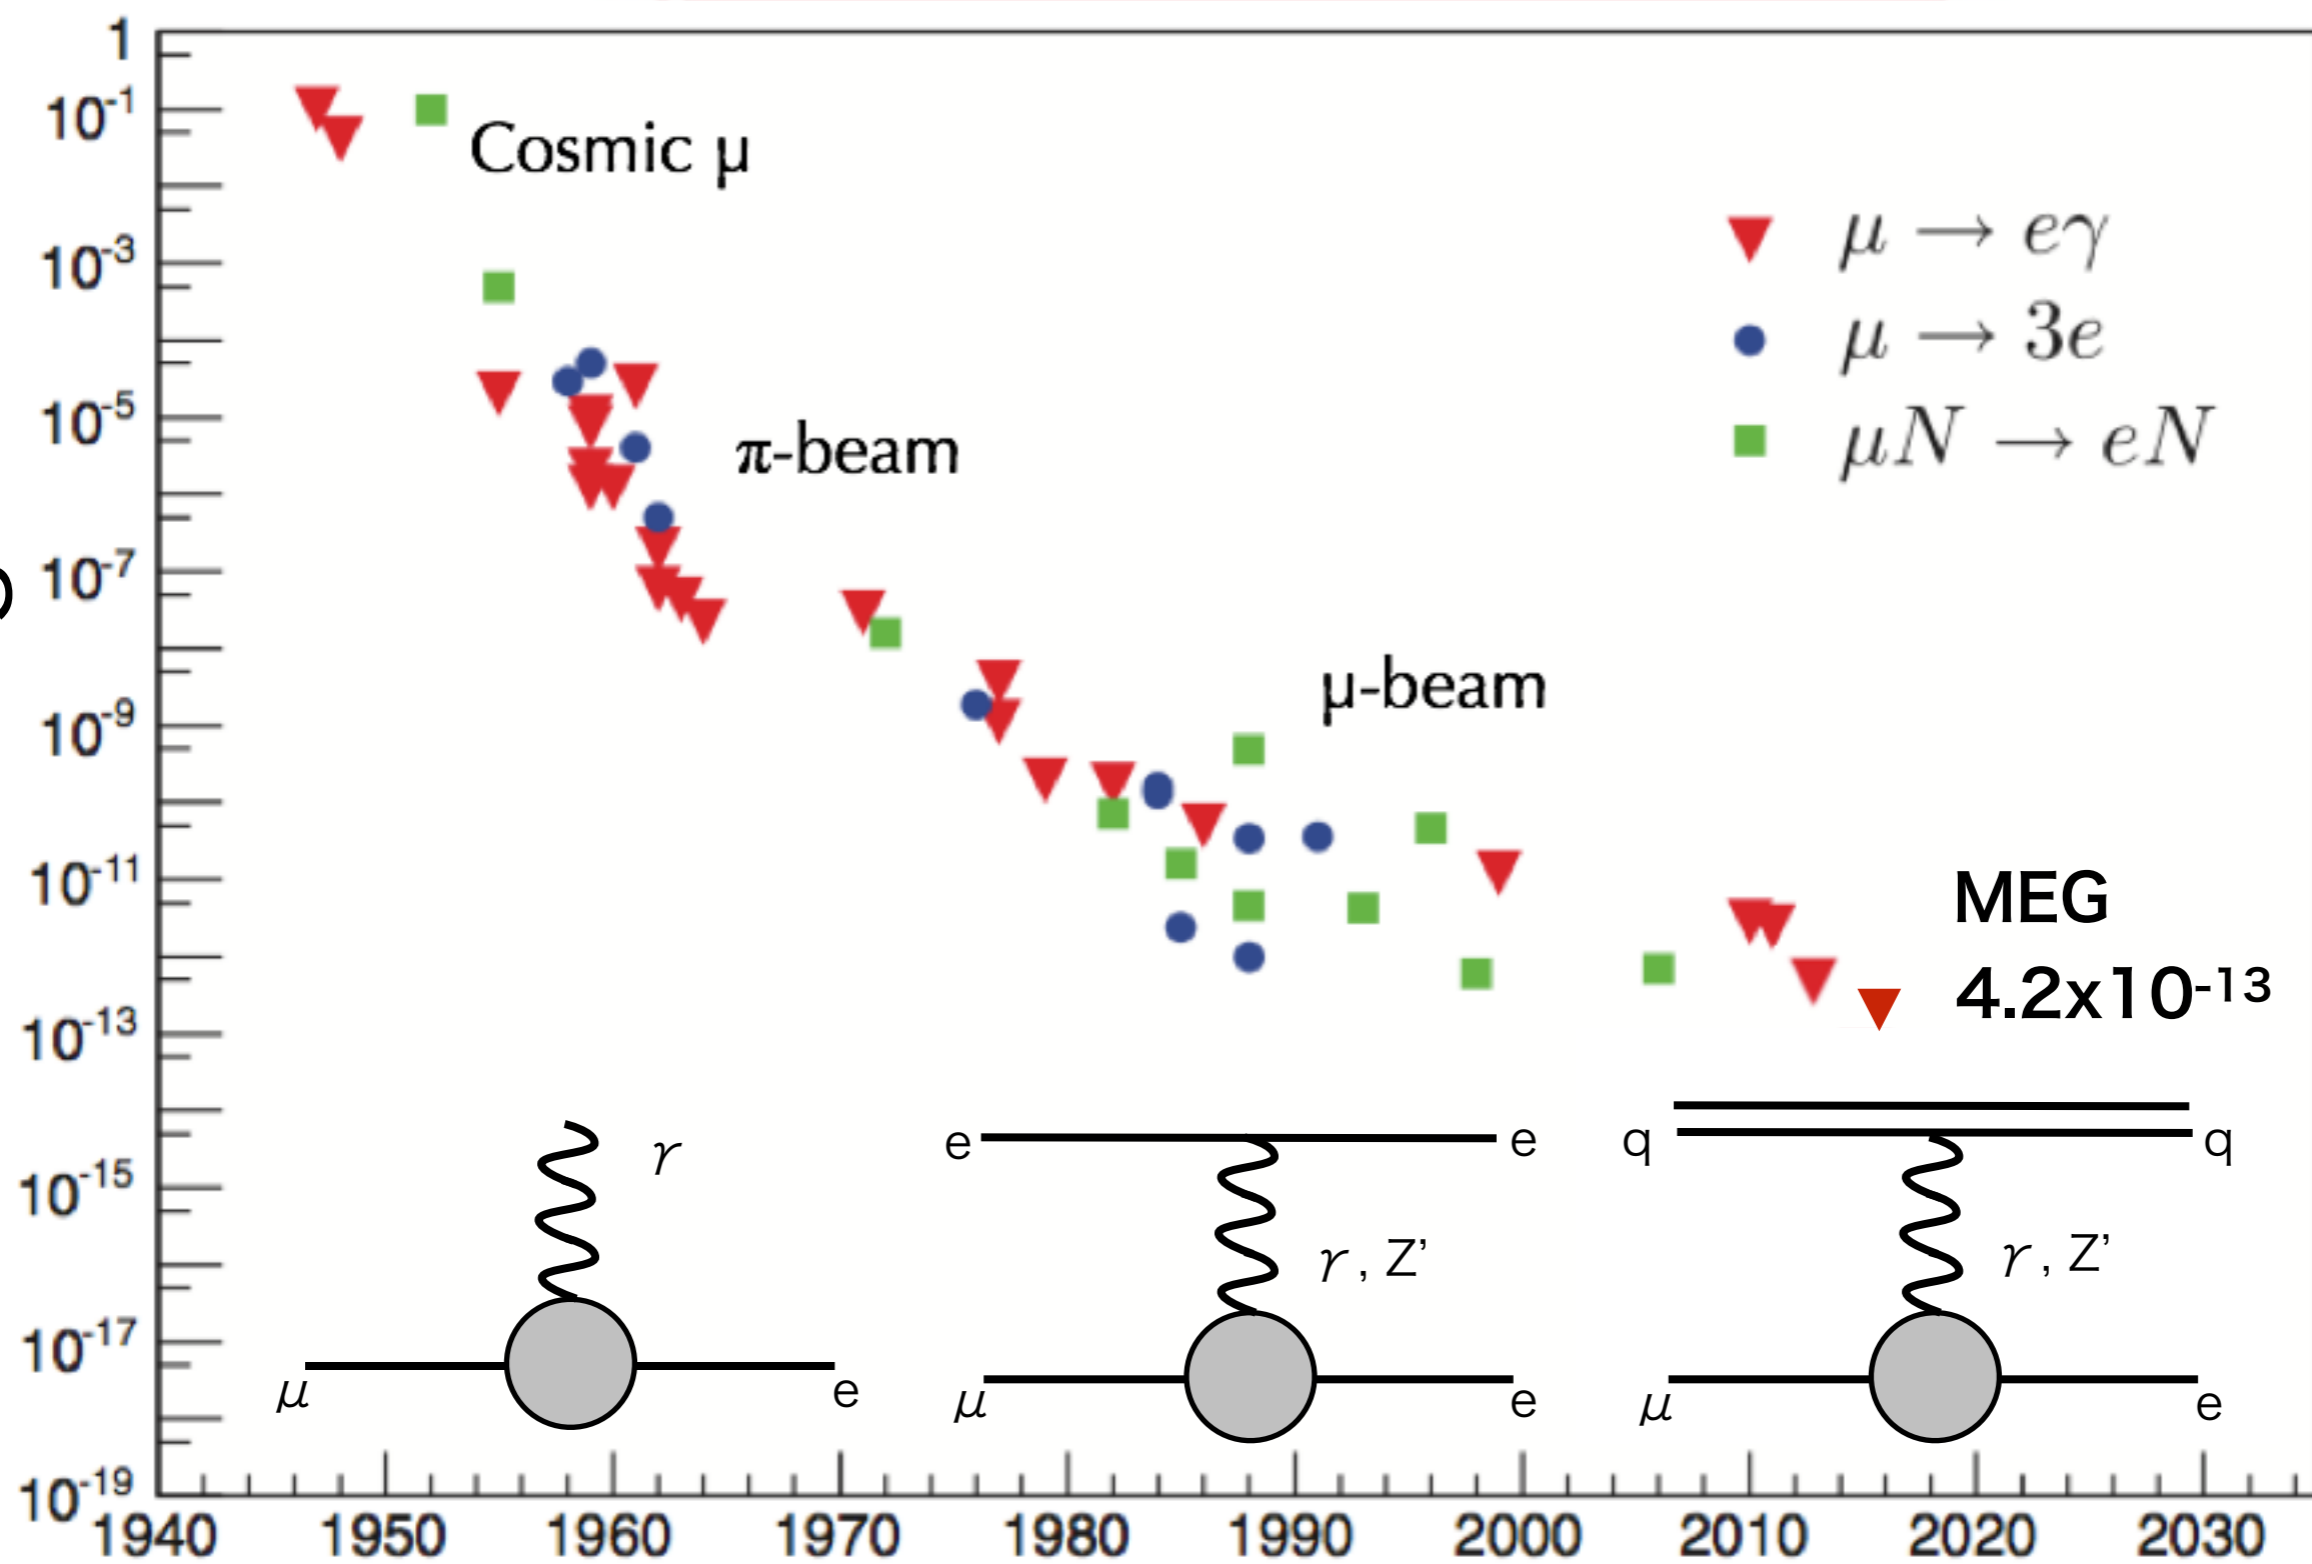 1
10⁻¹
10⁻³
10⁻⁵
10⁻⁷
10⁻⁹
10⁻¹¹
10⁻¹³
10⁻¹⁵
10⁻¹⁷
10⁻¹⁹
Cosmic μ
π-beam
μ-beam
μ → eγ
μ → 3e
μN → eN
MEG
4.2x10⁻¹³
γ
μ
e
e
e
γ, Z’
μ
e
q
q
γ, Z’
μ
e
1940 1950 1960 1970 1980 1990 2000 2010 2020 2030